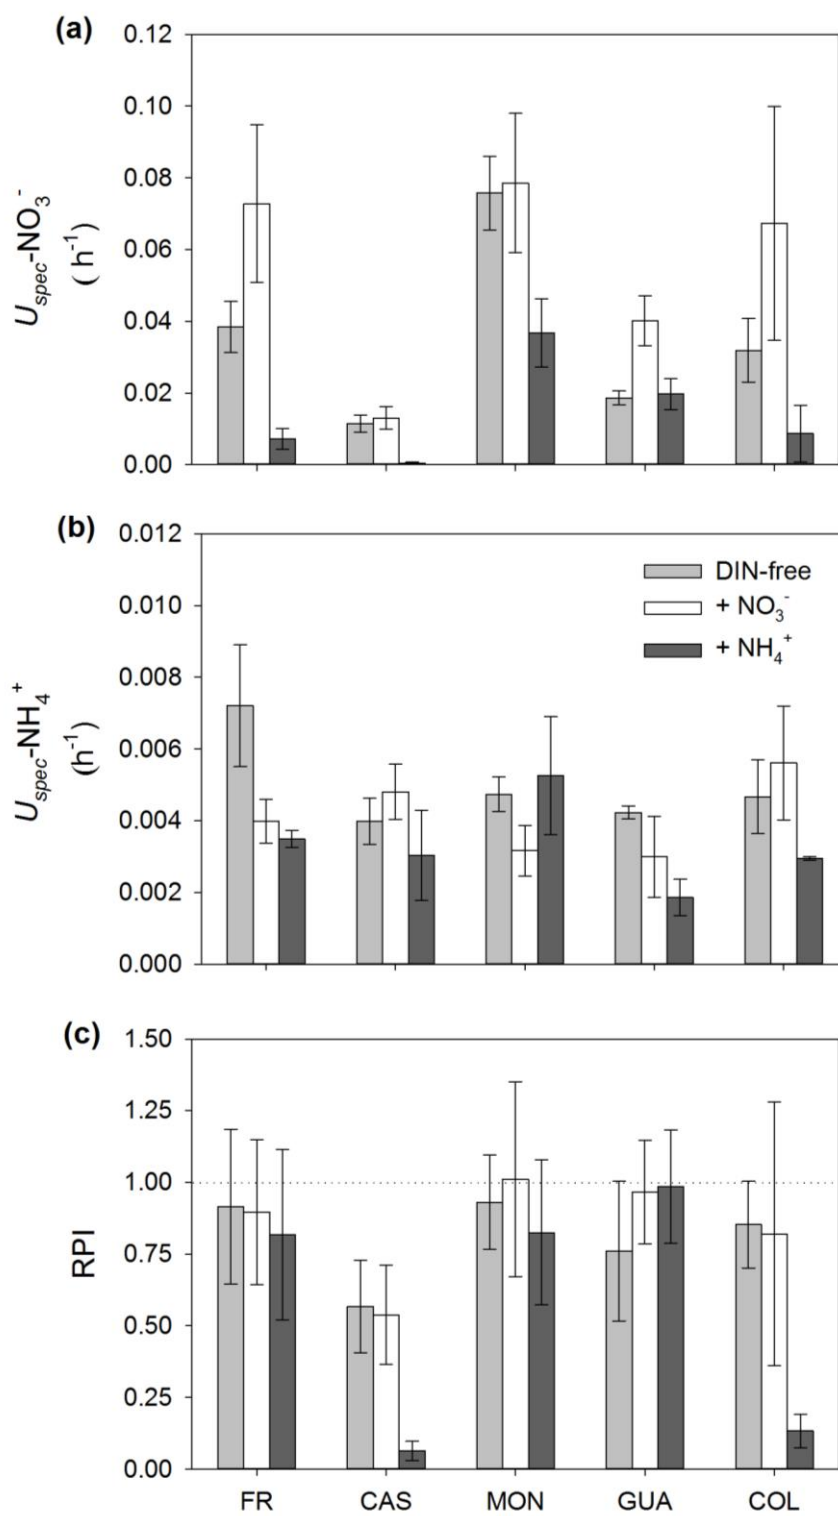 (a)
0.12
0.10
0.08
0.06
0.04
0.02
0.00
Uspec-NO3-
( h-1)
(b)
0.012
0.010
0.008
0.006
0.004
0.002
0.000
Uspec-NH4+
(h-1)
DIN-free
+ NO3-
+ NH4+
(c)
1.50
1.25
1.00
0.75
0.50
0.25
0.00
RPI
FR CAS MON GUA COL